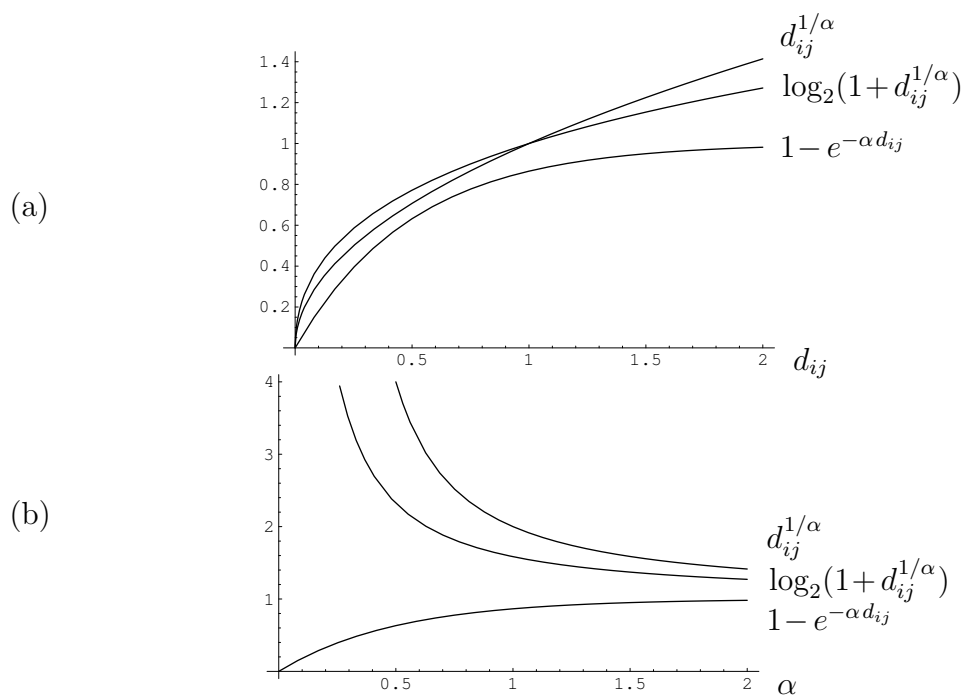 (a)
1.4
1.2
1
0.8
0.6
0.4
0.2
0.5 1 1.5 2
d_{ij}
d_{ij}^{1/α}
log₂(1+d_{ij}^{1/α})
1−e^{−α d_{ij}}
(b)
4
3
2
1
0.5 1 1.5 2
α
d_{ij}^{1/α}
log₂(1+d_{ij}^{1/α})
1−e^{−α d_{ij}}